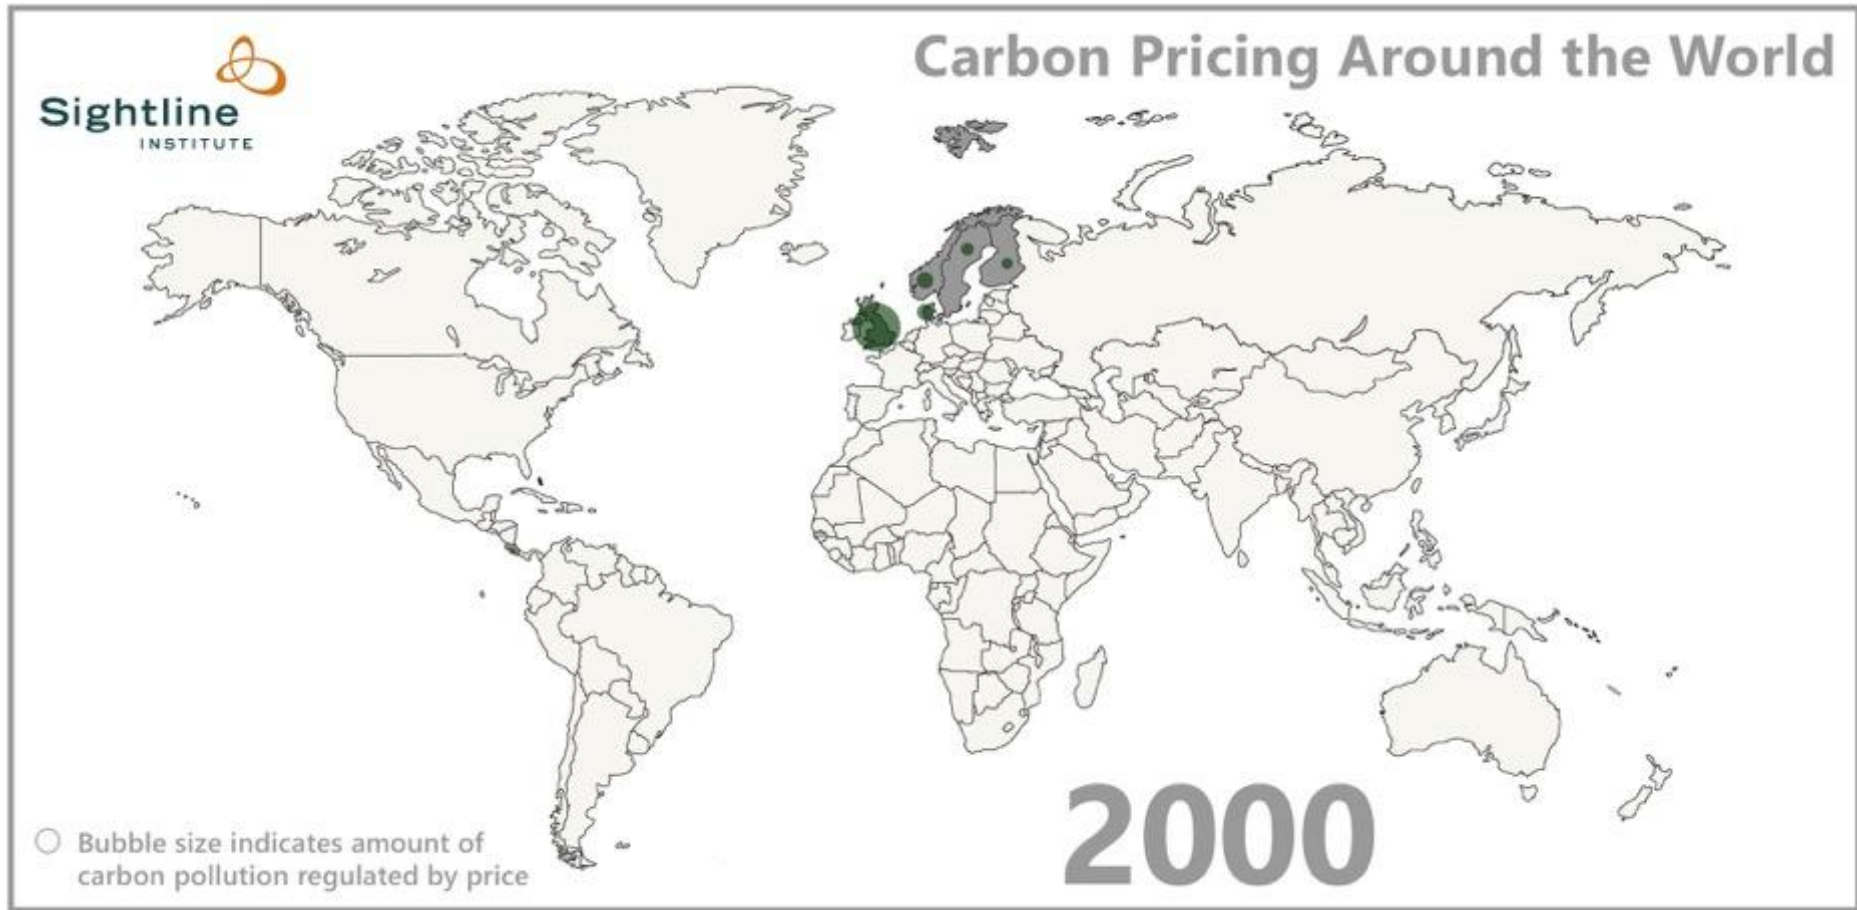 Carbon Pricing Around the World
Sightline
INSTITUTE
2000
Bubble size indicates amount of
carbon pollution regulated by price